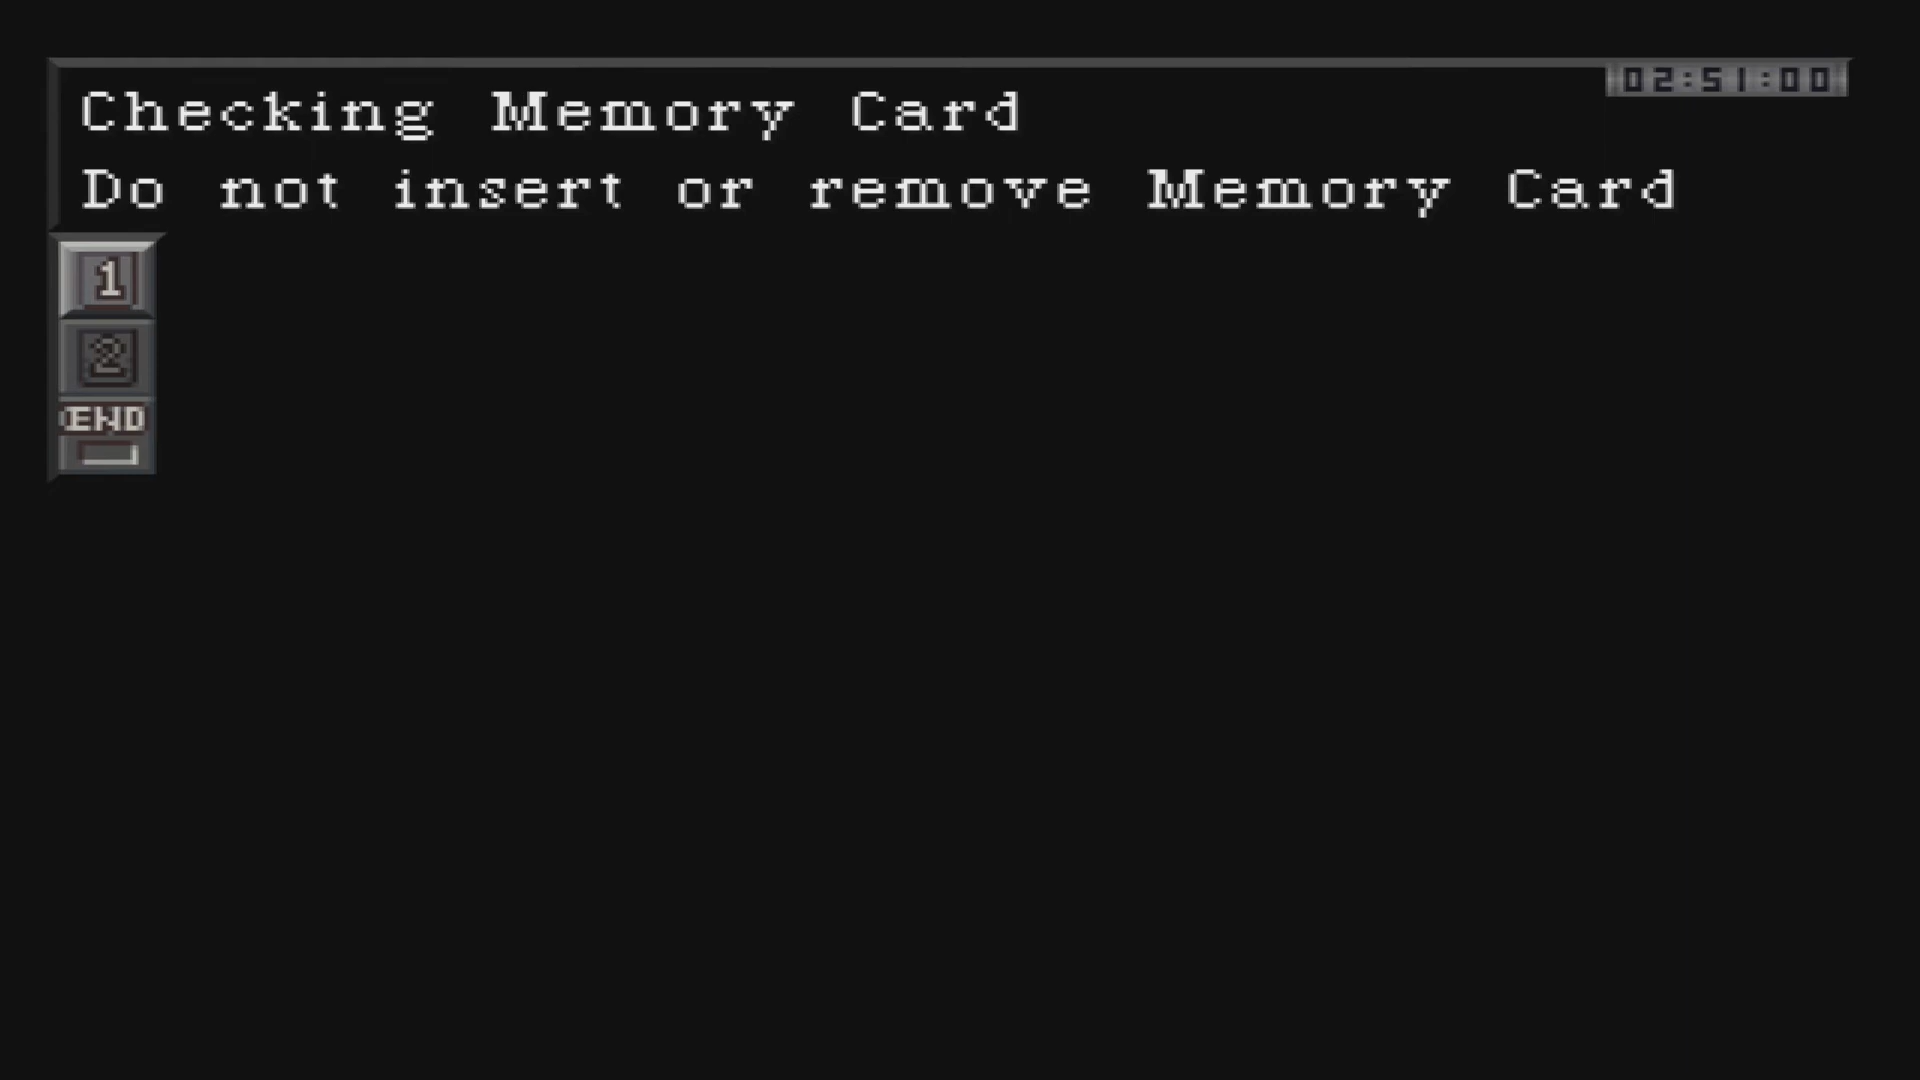 02:51:00
Checking Memory Card
Do not insert or remove Memory Card
1
2
END